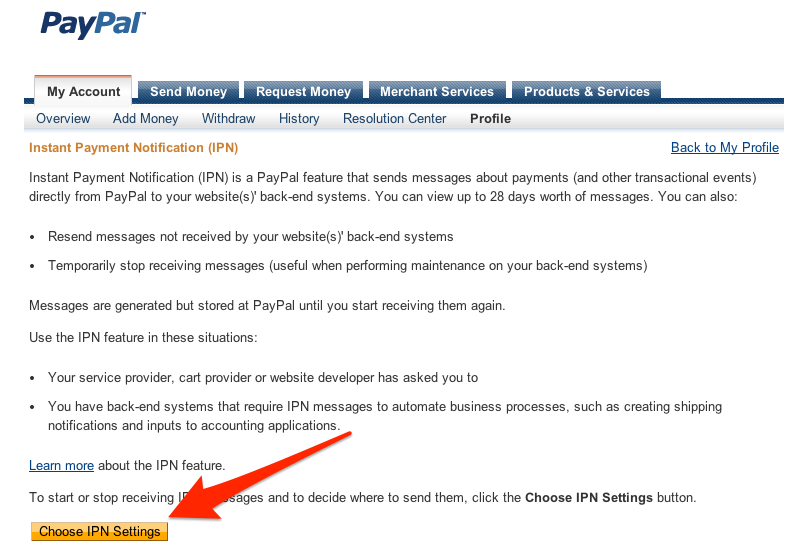 PayPal™
My Account Send Money Request Money Merchant Services Products & Services
Overview Add Money Withdraw History Resolution Center Profile
Instant Payment Notification (IPN) Back to My Profile
Instant Payment Notification (IPN) is a PayPal feature that sends messages about payments (and other transactional events)
directly from PayPal to your website(s)' back-end systems. You can view up to 28 days worth of messages. You can also:
• Resend messages not received by your website(s)' back-end systems
• Temporarily stop receiving messages (useful when performing maintenance on your back-end systems)
Messages are generated but stored at PayPal until you start receiving them again.
Use the IPN feature in these situations:
• Your service provider, cart provider or website developer has asked you to
• You have back-end systems that require IPN messages to automate business processes, such as creating shipping
notifications and inputs to accounting applications.
Learn more about the IPN feature.
To start or stop receiving and to decide where to send them, click the Choose IPN Settings button.
Choose IPN Settings